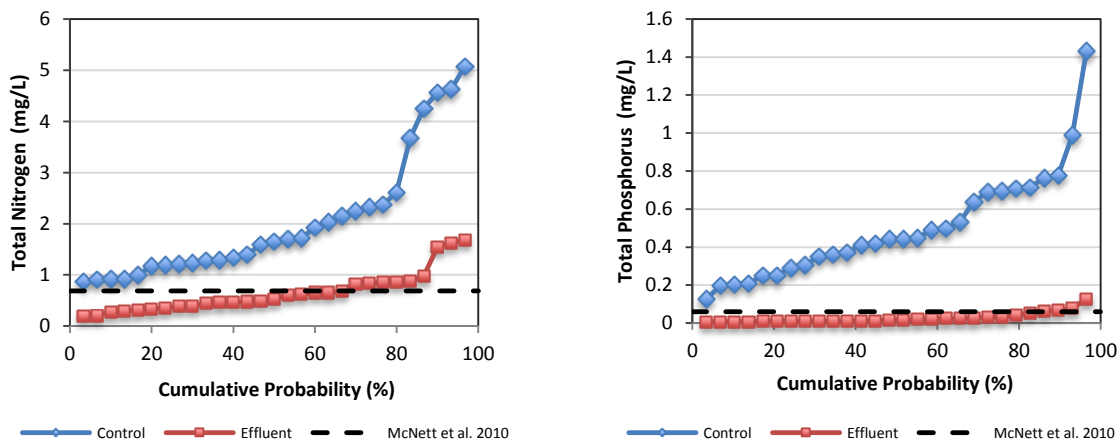 Total Nitrogen (mg/L)
6
5
4
3
2
1
0
0 20 40 60 80 100
Cumulative Probability (%)
Control Effluent McNett et al. 2010
Total Phosphorus (mg/L)
1.6
1.4
1.2
1
0.8
0.6
0.4
0.2
0
0 20 40 60 80 100
Cumulative Probability (%)
Control Effluent McNett et al. 2010